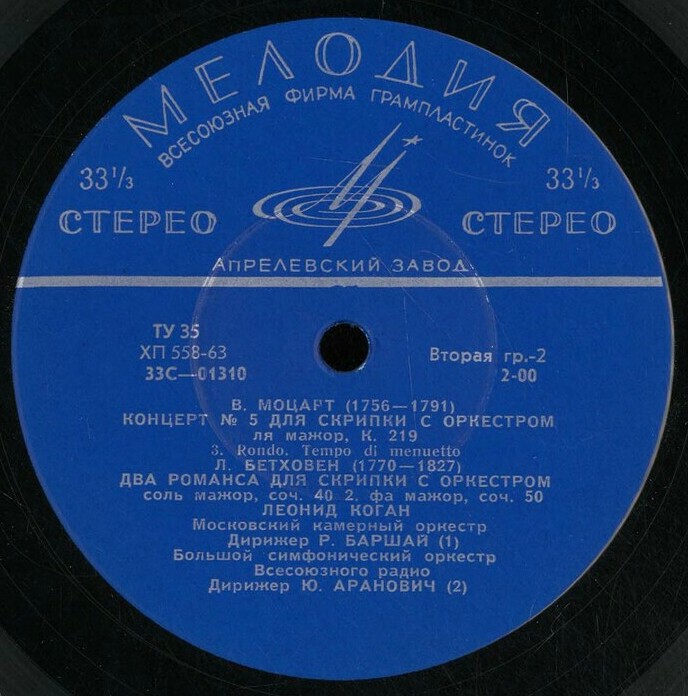 МЕЛОДИЯ
ВСЕСОЮЗНАЯ ФИРМА ГРАМПЛАСТИНОК
33⅓ 33⅓
СТЕРЕО СТЕРЕО
АПРЕЛЕВСКИЙ ЗАВОД
ТУ 35
ХП 558-63 Вторая гр.-2
33С—01310 2-00
В. МОЦАРТ (1756—1791)
КОНЦЕРТ № 5 ДЛЯ СКРИПКИ С ОРКЕСТРОМ
ля мажор, К. 219
3. Rondo. Tempo di menuetto
Л. БЕТХОВЕН (1770—1827)
ДВА РОМАНСА ДЛЯ СКРИПКИ С ОРКЕСТРОМ
соль мажор, соч. 40 2. фа мажор, соч. 50
ЛЕОНИД КОГАН
Московский камерный оркестр
Дирижер Р. БАРШАЙ (1)
Большой симфонический оркестр
Всесоюзного радио
Дирижер Ю. АРАНОВИЧ (2)